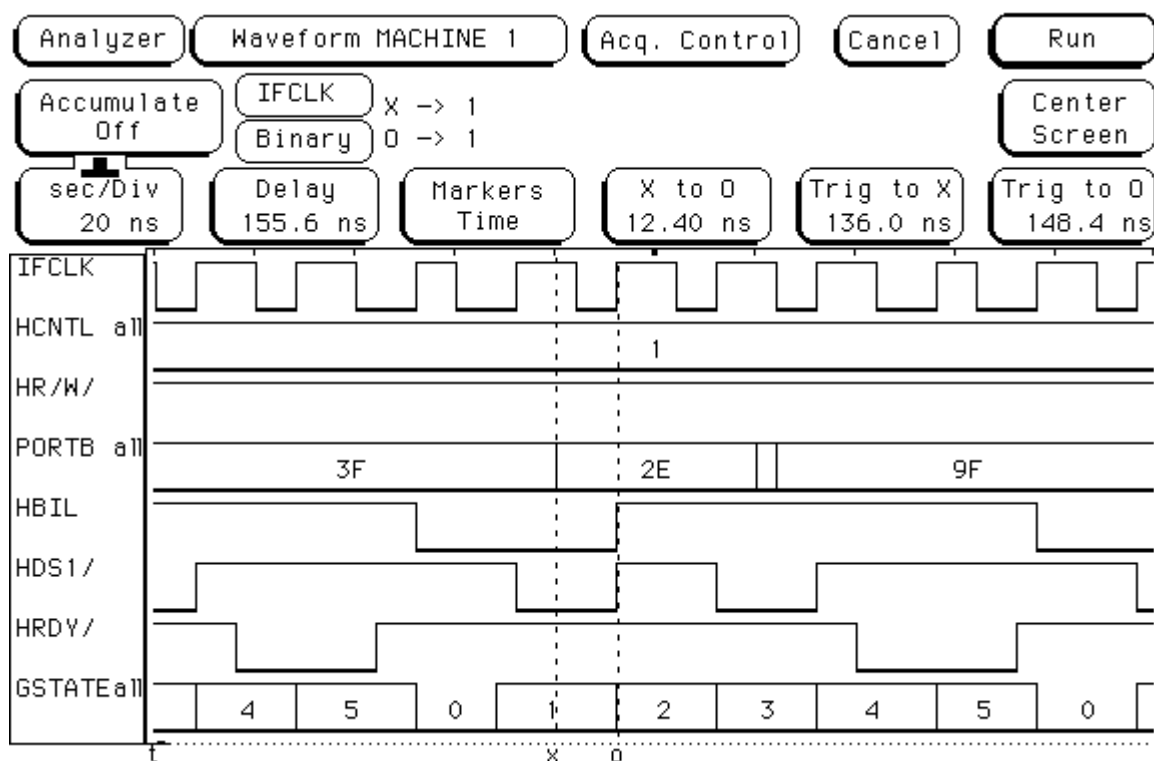 Analyzer Waveform MACHINE 1 Acq. Control Cancel Run
Accumulate Off
IFCLK X -> 1
Binary O -> 1
Center Screen
sec/Div 20 ns
Delay 155.6 ns
Markers Time
X to O 12.40 ns
Trig to X 136.0 ns
Trig to O 148.4 ns
IFCLK
HCNTL all 1
HR/W/
PORTB all 3F 2E 9F
HBIL
HDS1/
HRDY/
GSTATEall 4 5 0 1 2 3 4 5 0
t X O